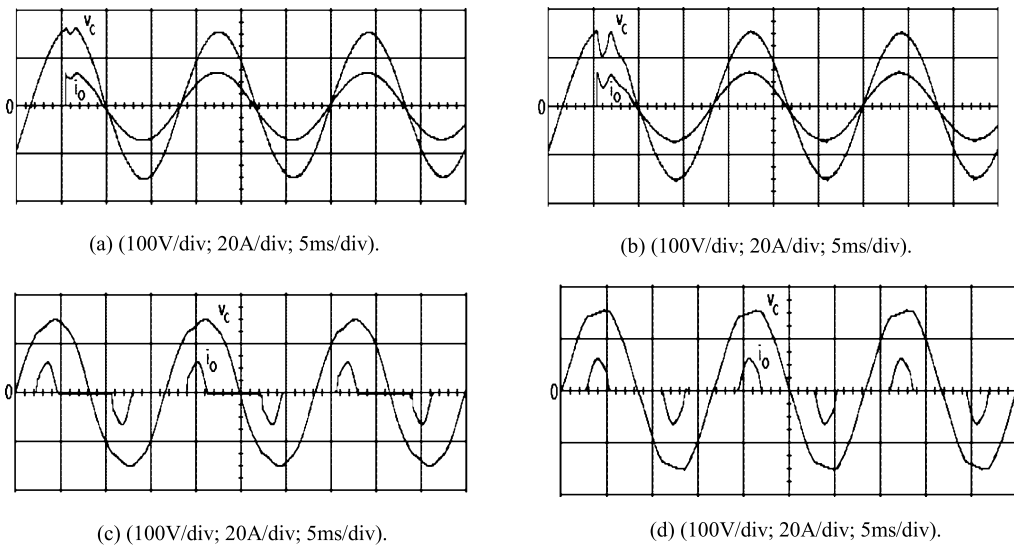 v_c
i_o
0
(a) (100V/div; 20A/div; 5ms/div).
v_c
i_o
0
(b) (100V/div; 20A/div; 5ms/div).
v_c
i_o
0
(c) (100V/div; 20A/div; 5ms/div).
v_c
i_o
0
(d) (100V/div; 20A/div; 5ms/div).